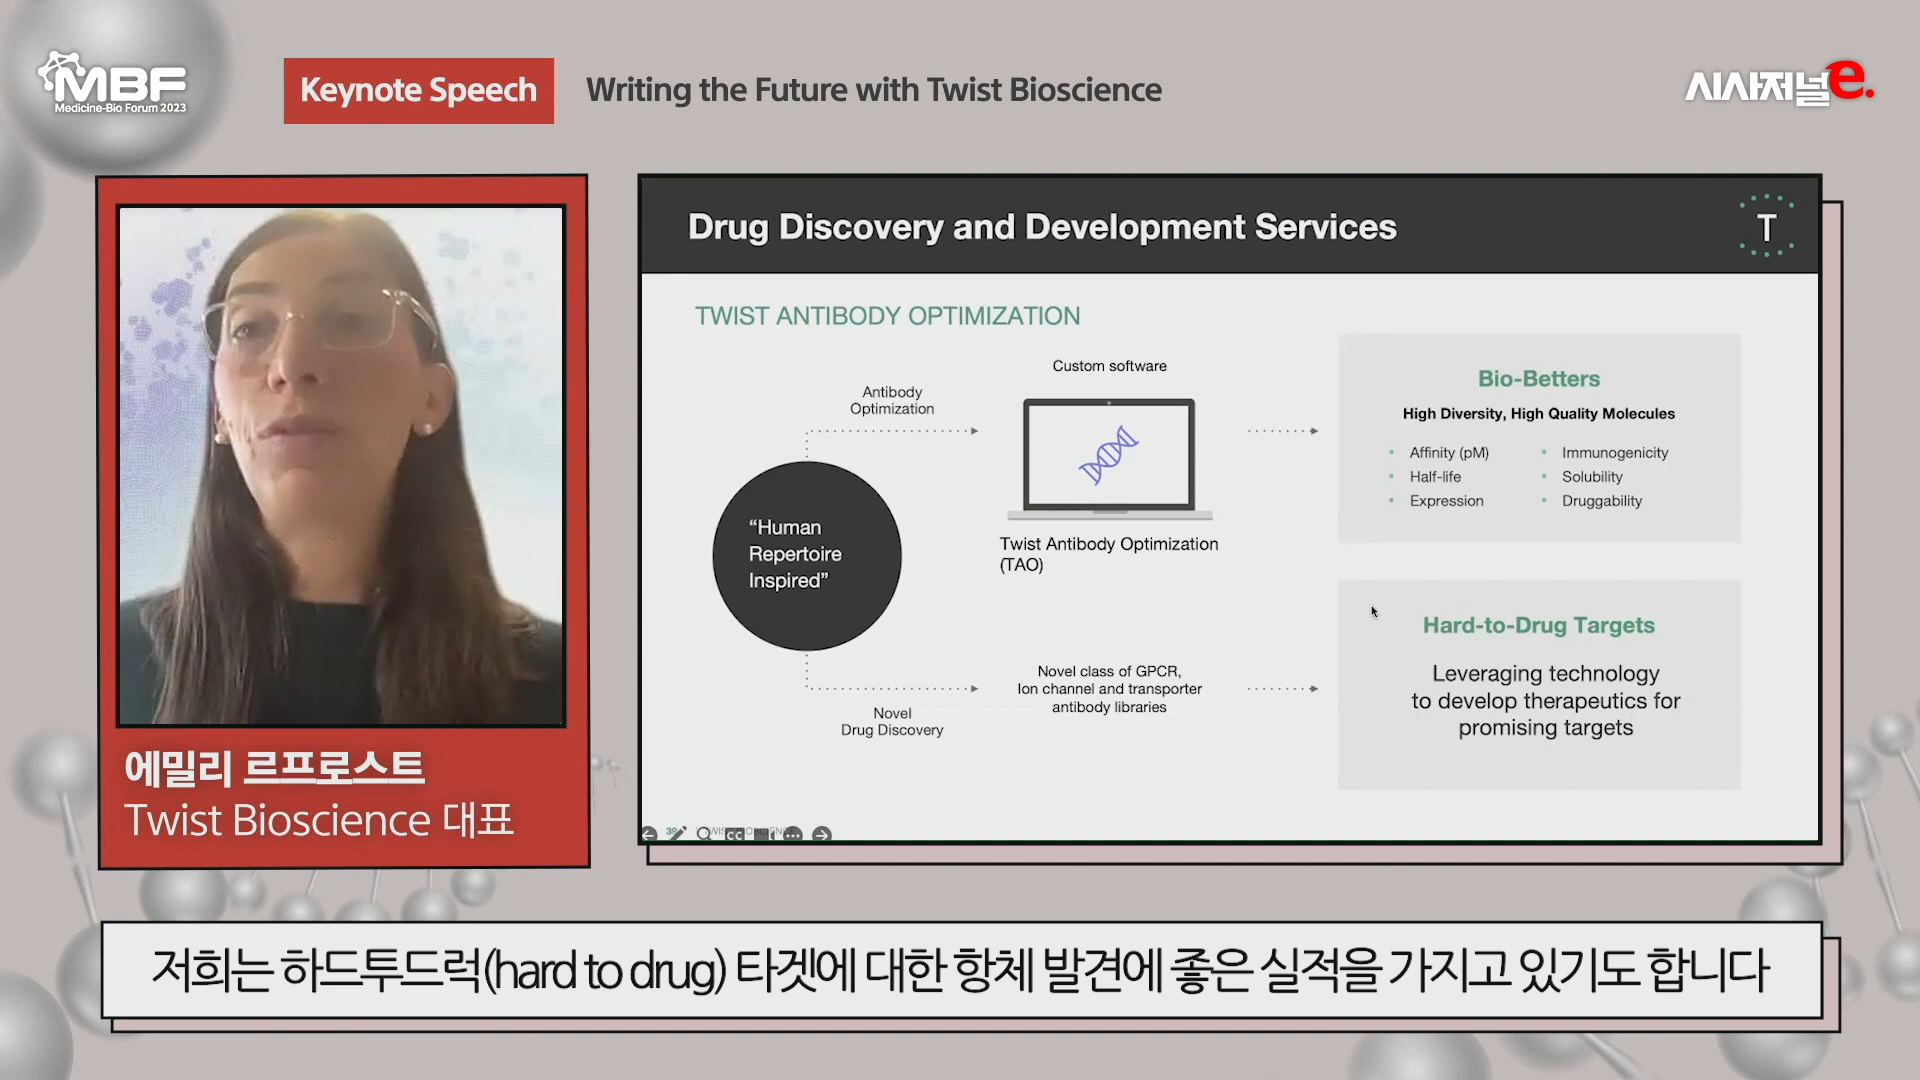 MBF
Medicine-Bio Forum 2023
Keynote Speech
Writing the Future with Twist Bioscience
시사저널e.
에밀리 르프로스트
Twist Bioscience 대표
Drug Discovery and Development Services
T
TWIST ANTIBODY OPTIMIZATION
Antibody
Optimization
Custom software
“Human
Repertoire
Inspired”
Twist Antibody Optimization
(TAO)
Novel
Drug Discovery
Novel class of GPCR,
Ion channel and transporter
antibody libraries
Bio-Betters
High Diversity, High Quality Molecules
• Affinity (pM)
• Half-life
• Expression
• Immunogenicity
• Solubility
• Druggability
Hard-to-Drug Targets
Leveraging technology
to develop therapeutics for
promising targets
CC
저희는 하드투드럭(hard to drug) 타겟에 대한 항체 발견에 좋은 실적을 가지고 있기도 합니다